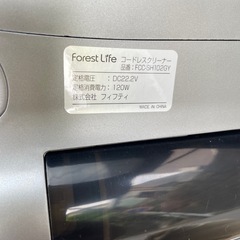 Forest Life コードレスクリーナー
品番：FCC-SH102GY
定格電圧：DC22.2V
定格消費電力：120W
株式会社 フィフティ
MADE IN CHINA